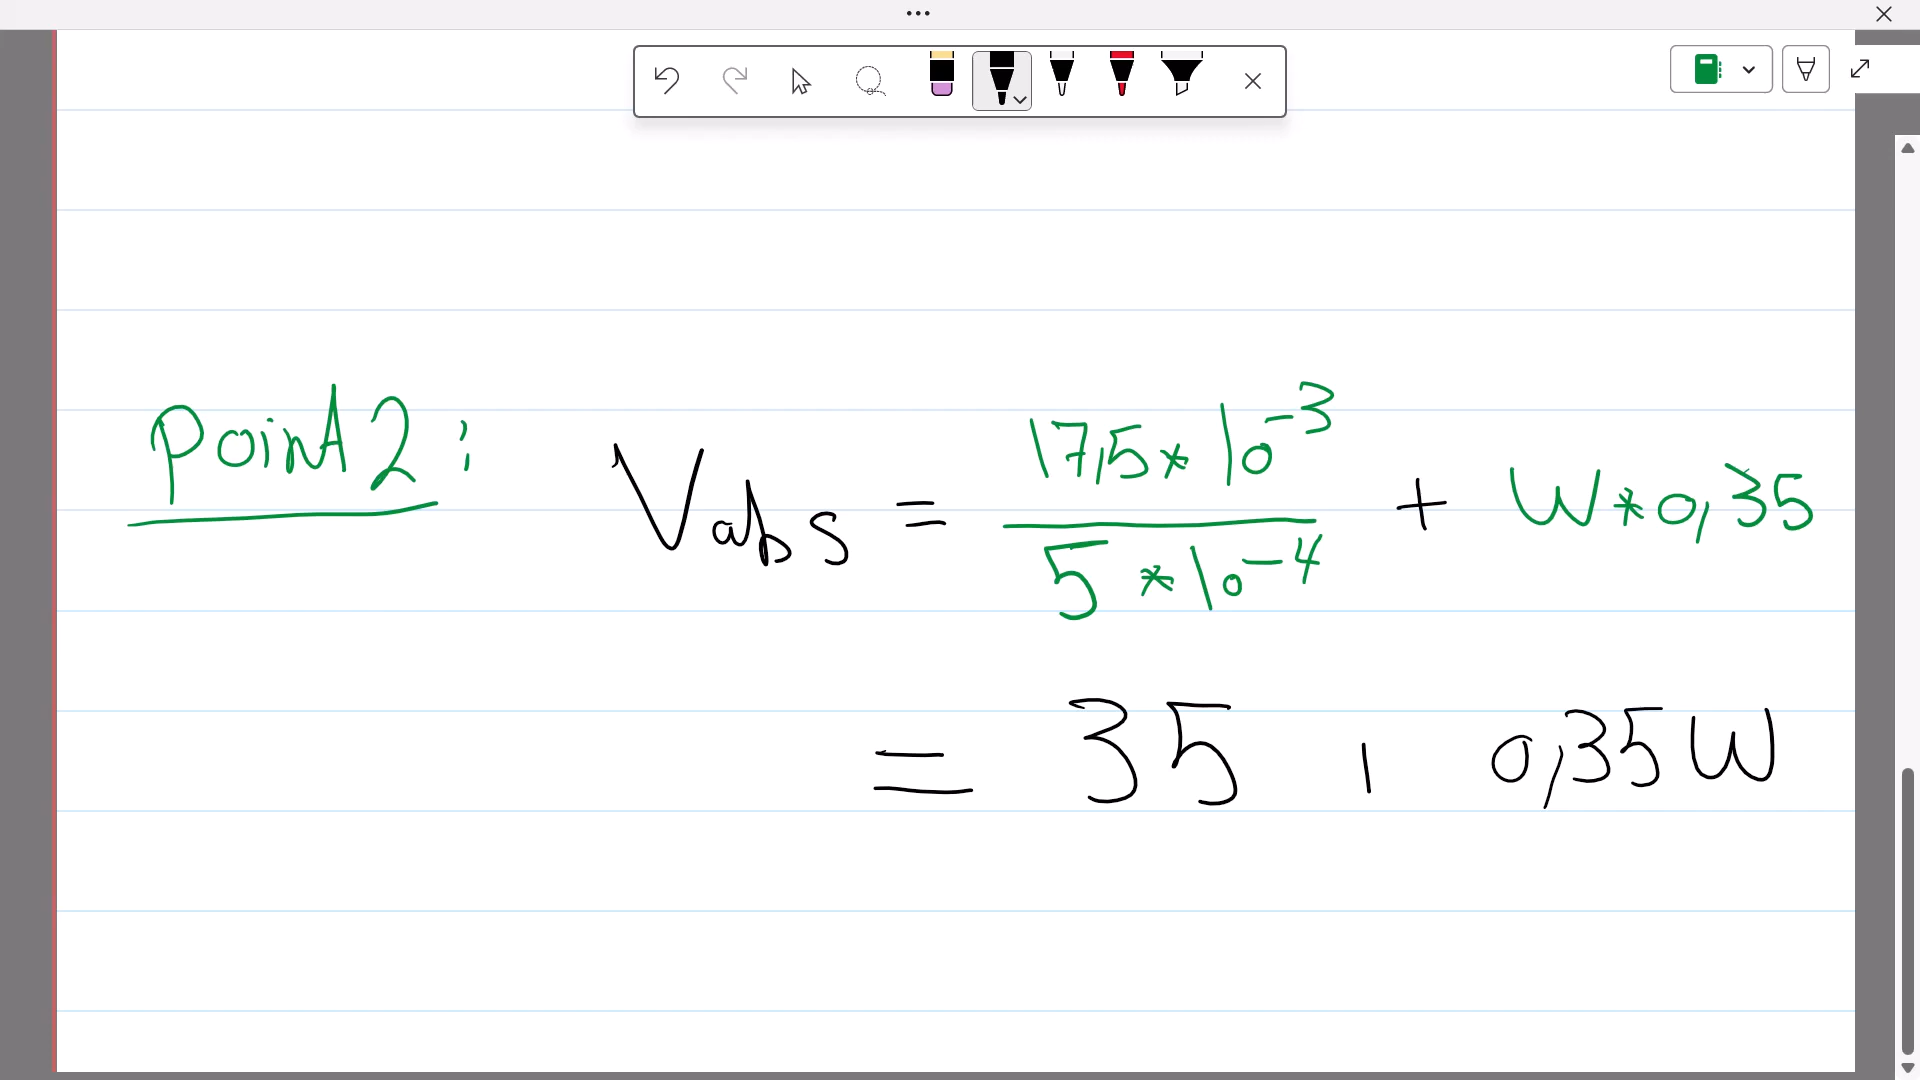 Point 2 :
Vabs = 17,5 * 10^-3 / 5 * 10^-4 + W * 0,35
= 35 ı 0,35 W